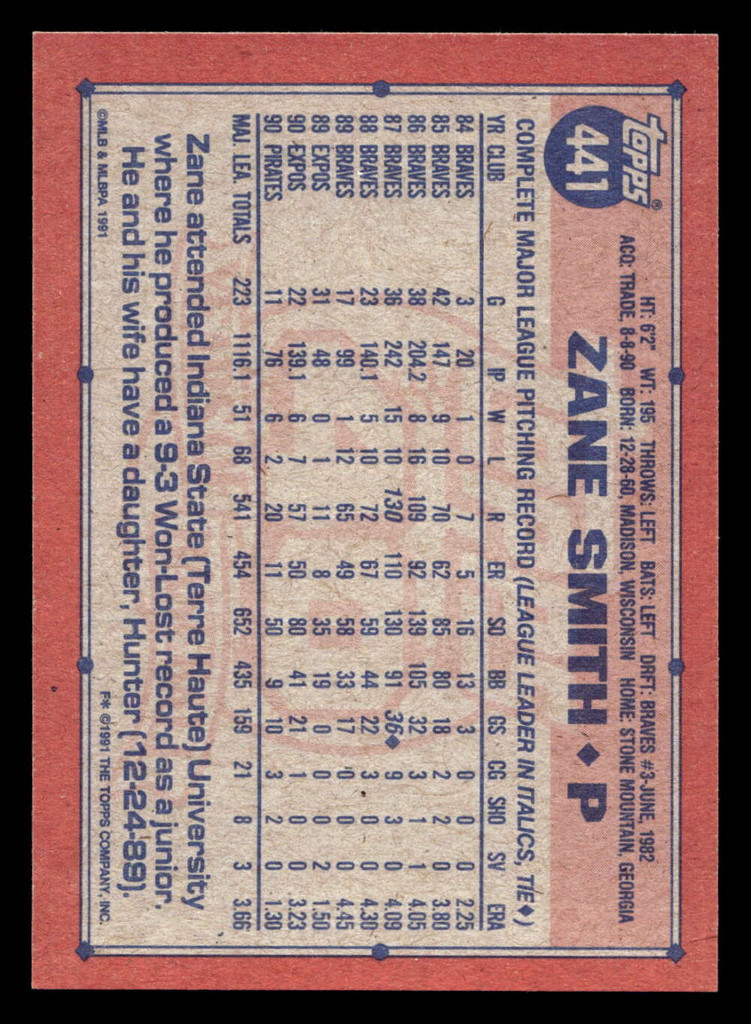 topps®
441
HT: 6'2" WT: 195 THROWS: LEFT BATS: LEFT DRFT: BRAVES #3-JUNE, 1982
ACQ: TRADE, 8-8-90 BORN: 12-28-60, MADISON, WISCONSIN HOME: STONE MOUNTAIN, GEORGIA
ZANE SMITH ◆ P
COMPLETE MAJOR LEAGUE PITCHING RECORD (LEAGUE LEADER IN ITALICS, TIE◆)
YR CLUB G IP W L R ER SO BB GS CG SHO SV ERA
84 BRAVES 3 20 1 0 7 5 16 13 3 0 0 0 2.25
85 BRAVES 42 147 9 10 70 62 85 80 18 2 2 0 3.80
86 BRAVES 38 204.2 8 16 109 92 139 105 32 3 1 1 4.05
87 BRAVES 36 242 15 10 130 110 130 91 36◆ 9 3 0 4.09
88 BRAVES 23 140.1 5 10 72 67 59 44 22 3 0 0 4.30
89 BRAVES 17 99 1 12 65 49 58 33 17 0 0 0 4.45
89 EXPOS 31 48 0 1 11 8 35 19 0 0 0 2 1.50
90 EXPOS 22 139.1 6 7 57 50 80 41 21 1 0 0 3.23
90 PIRATES 11 76 6 2 20 11 50 9 10 3 2 0 1.30
MAJ. LEA. TOTALS 223 1116.1 51 68 541 454 652 435 159 21 8 3 3.66
Zane attended Indiana State (Terre Haute) University
where he produced a 9-3 Won-Lost record as a junior.
He and his wife have a daughter, Hunter (12-24-89).
©MLB & MLBPA 1991
F* ©1991 THE TOPPS COMPANY, INC.